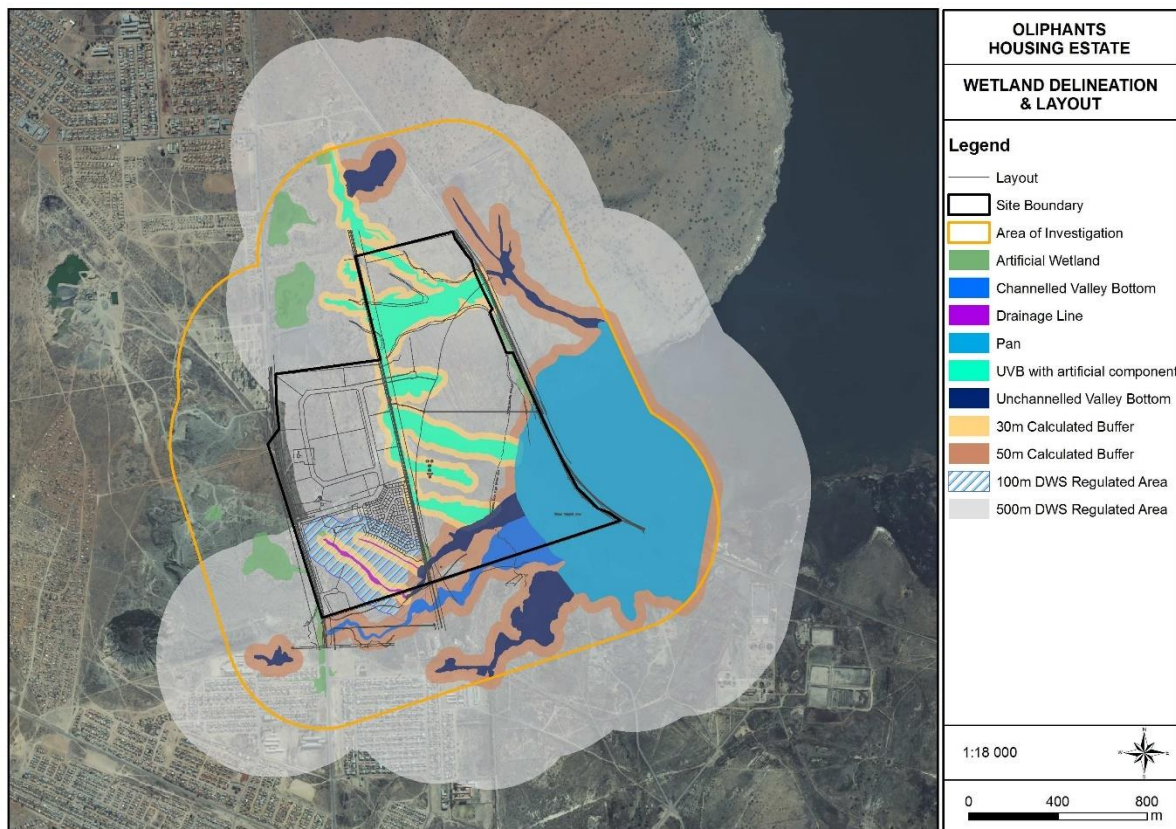 OLIPHANTS
HOUSING ESTATE
WETLAND DELINEATION
& LAYOUT
Legend
Layout
Site Boundary
Area of Investigation
Artificial Wetland
Channelled Valley Bottom
Drainage Line
Pan
UVB with artificial component
Unchannelled Valley Bottom
30m Calculated Buffer
50m Calculated Buffer
100m DWS Regulated Area
500m DWS Regulated Area
1:18 000
N
W
E
S
0 400 800
m